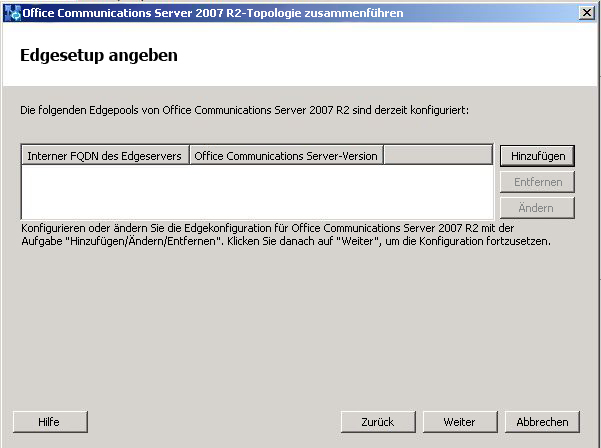 Office Communications Server 2007 R2-Topologie zusammenführen
Edgesetup angeben
Die folgenden Edgepools von Office Communications Server 2007 R2 sind derzeit konfiguriert:
Interner FQDN des Edgeservers Office Communications Server-Version
Hinzufügen
Entfernen
Ändern
Konfigurieren oder ändern Sie die Edgekonfiguration für Office Communications Server 2007 R2 mit der
Aufgabe "Hinzufügen/Ändern/Entfernen". Klicken Sie danach auf "Weiter", um die Konfiguration fortzusetzen.
Hilfe Zurück Weiter Abbrechen